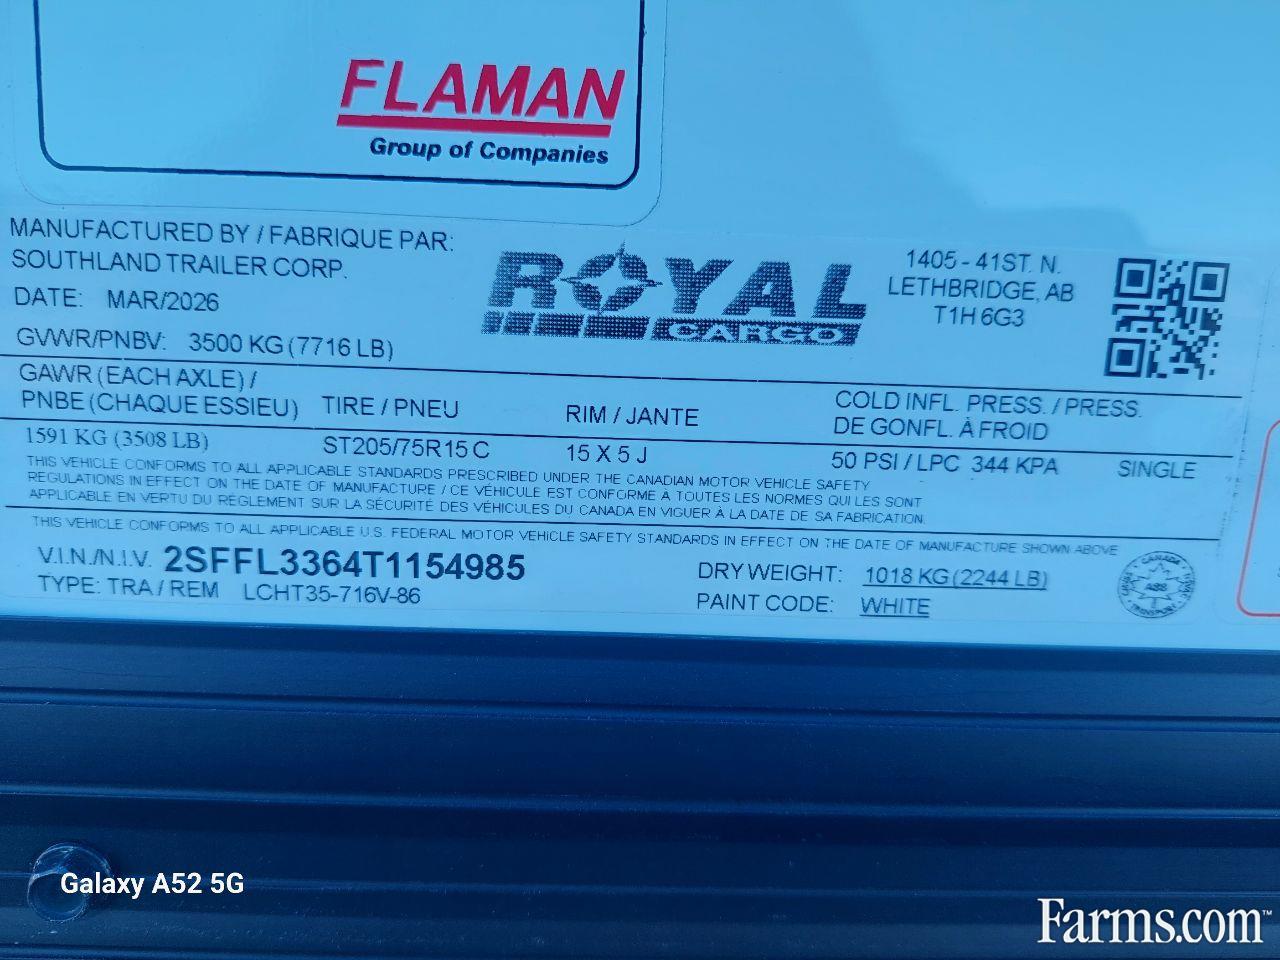 FLAMAN
Group of Companies
MANUFACTURED BY / FABRIQUE PAR:
SOUTHLAND TRAILER CORP.
DATE: MAR/2026
GVWR/PNBV: 3500 KG (7716 LB)
ROYAL
CARGO
1405 - 41ST. N.
LETHBRIDGE, AB
T1H 6G3
GAWR (EACH AXLE) /
PNBE (CHAQUE ESSIEU)
TIRE / PNEU
RIM / JANTE
COLD INFL. PRESS. / PRESS.
DE GONFL. À FROID
1591 KG (3508 LB)
ST205/75R15 C
15 X 5 J
50 PSI / LPC 344 KPA
SINGLE
THIS VEHICLE CONFORMS TO ALL APPLICABLE STANDARDS PRESCRIBED UNDER THE CANADIAN MOTOR VEHICLE SAFETY
REGULATIONS IN EFFECT ON THE DATE OF MANUFACTURE / CE VÉHICULE EST CONFORME À TOUTES LES NORMES QUI LES SONT
APPLICABLE EN VERTU DU RÈGLEMENT SUR LA SÉCURITÉ DES VÉHICULES DU CANADA EN VIGUER À LA DATE DE SA FABRICATION.
THIS VEHICLE CONFORMS TO ALL APPLICABLE U.S. FEDERAL MOTOR VEHICLE SAFETY STANDARDS IN EFFECT ON THE DATE OF MANUFACTURE SHOWN ABOVE
V.I.N./N.I.V. 2SFFL3364T1154985
TYPE: TRA / REM LCHT35-716V-86
DRY WEIGHT: 1018 KG (2244 LB)
PAINT CODE: WHITE
CANADA
TRANSPORT
Galaxy A52 5G
Farms.com™